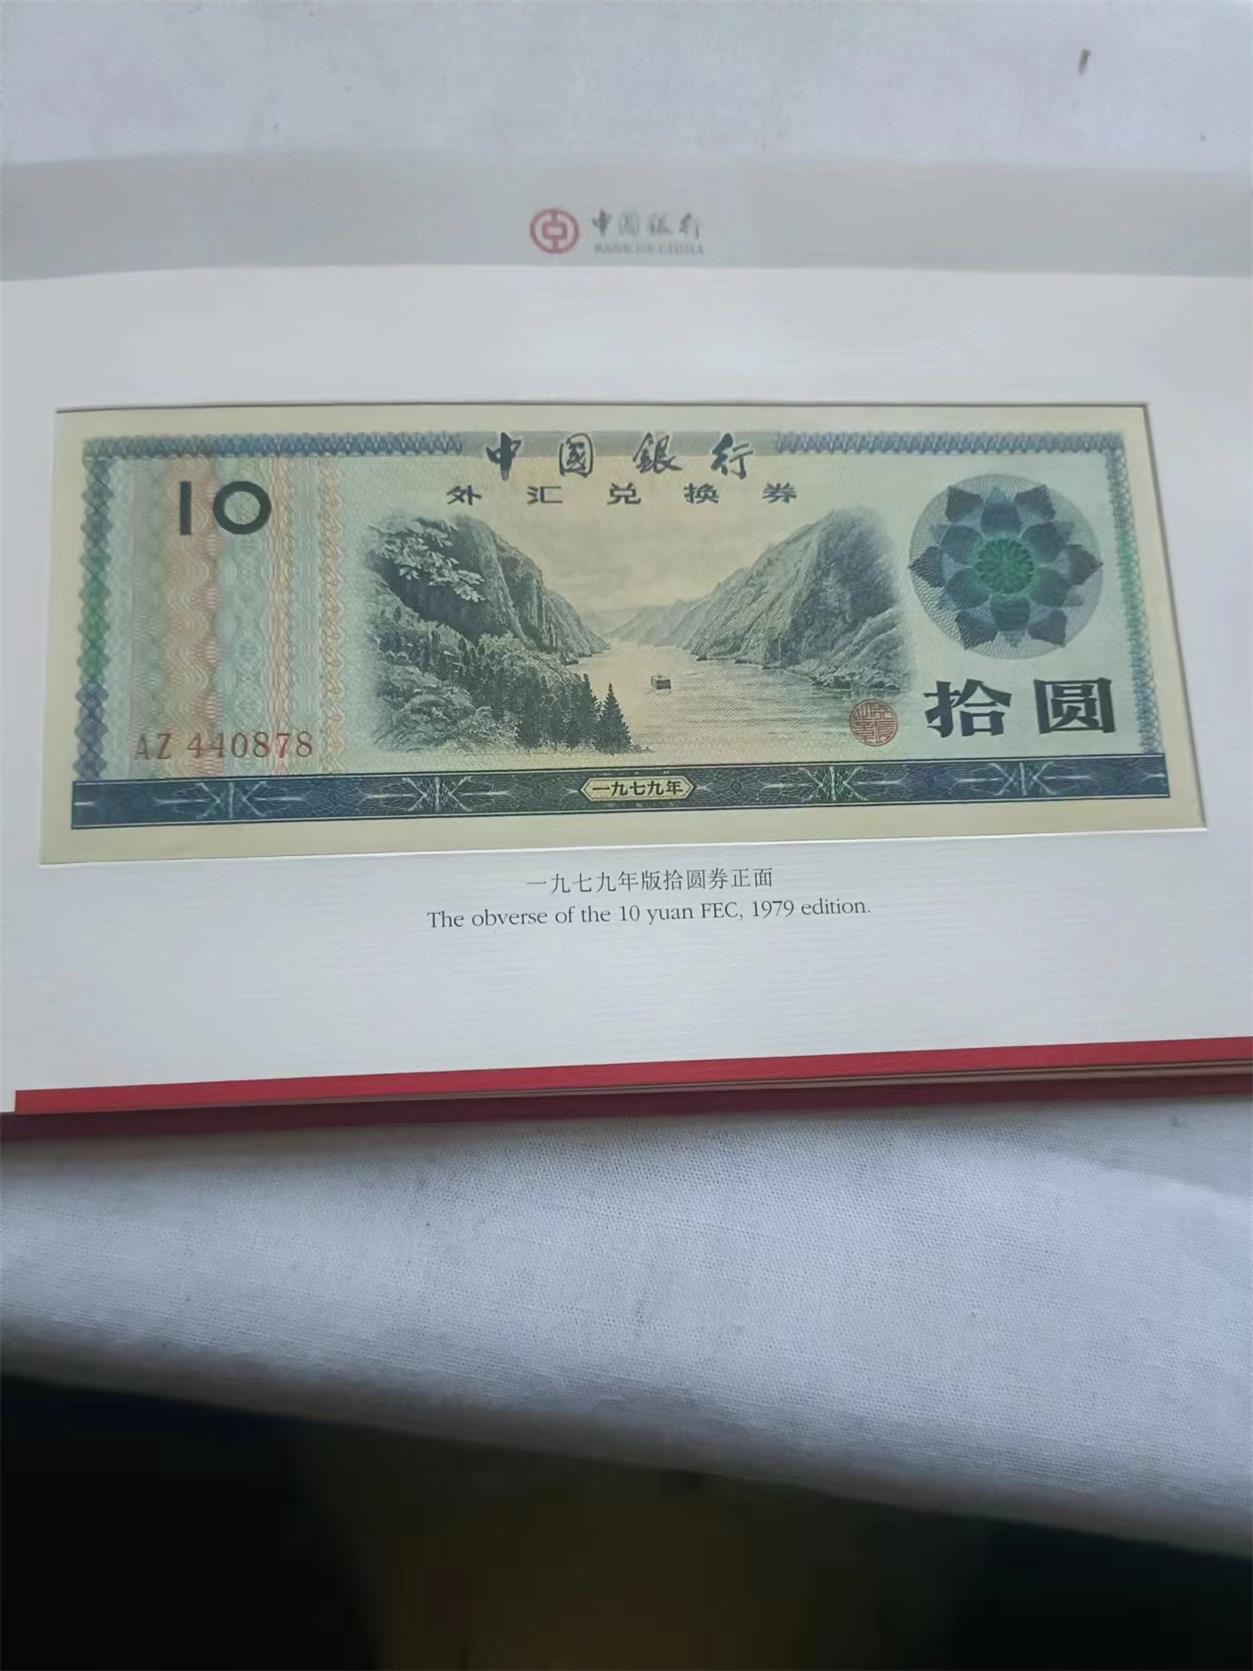 中国銀行
BANK OF CHINA
中国銀行
外汇兑换券
10
拾圆
AZ 440878
一九七九年
一九七九年版拾圆券正面
The obverse of the 10 yuan FEC, 1979 edition.